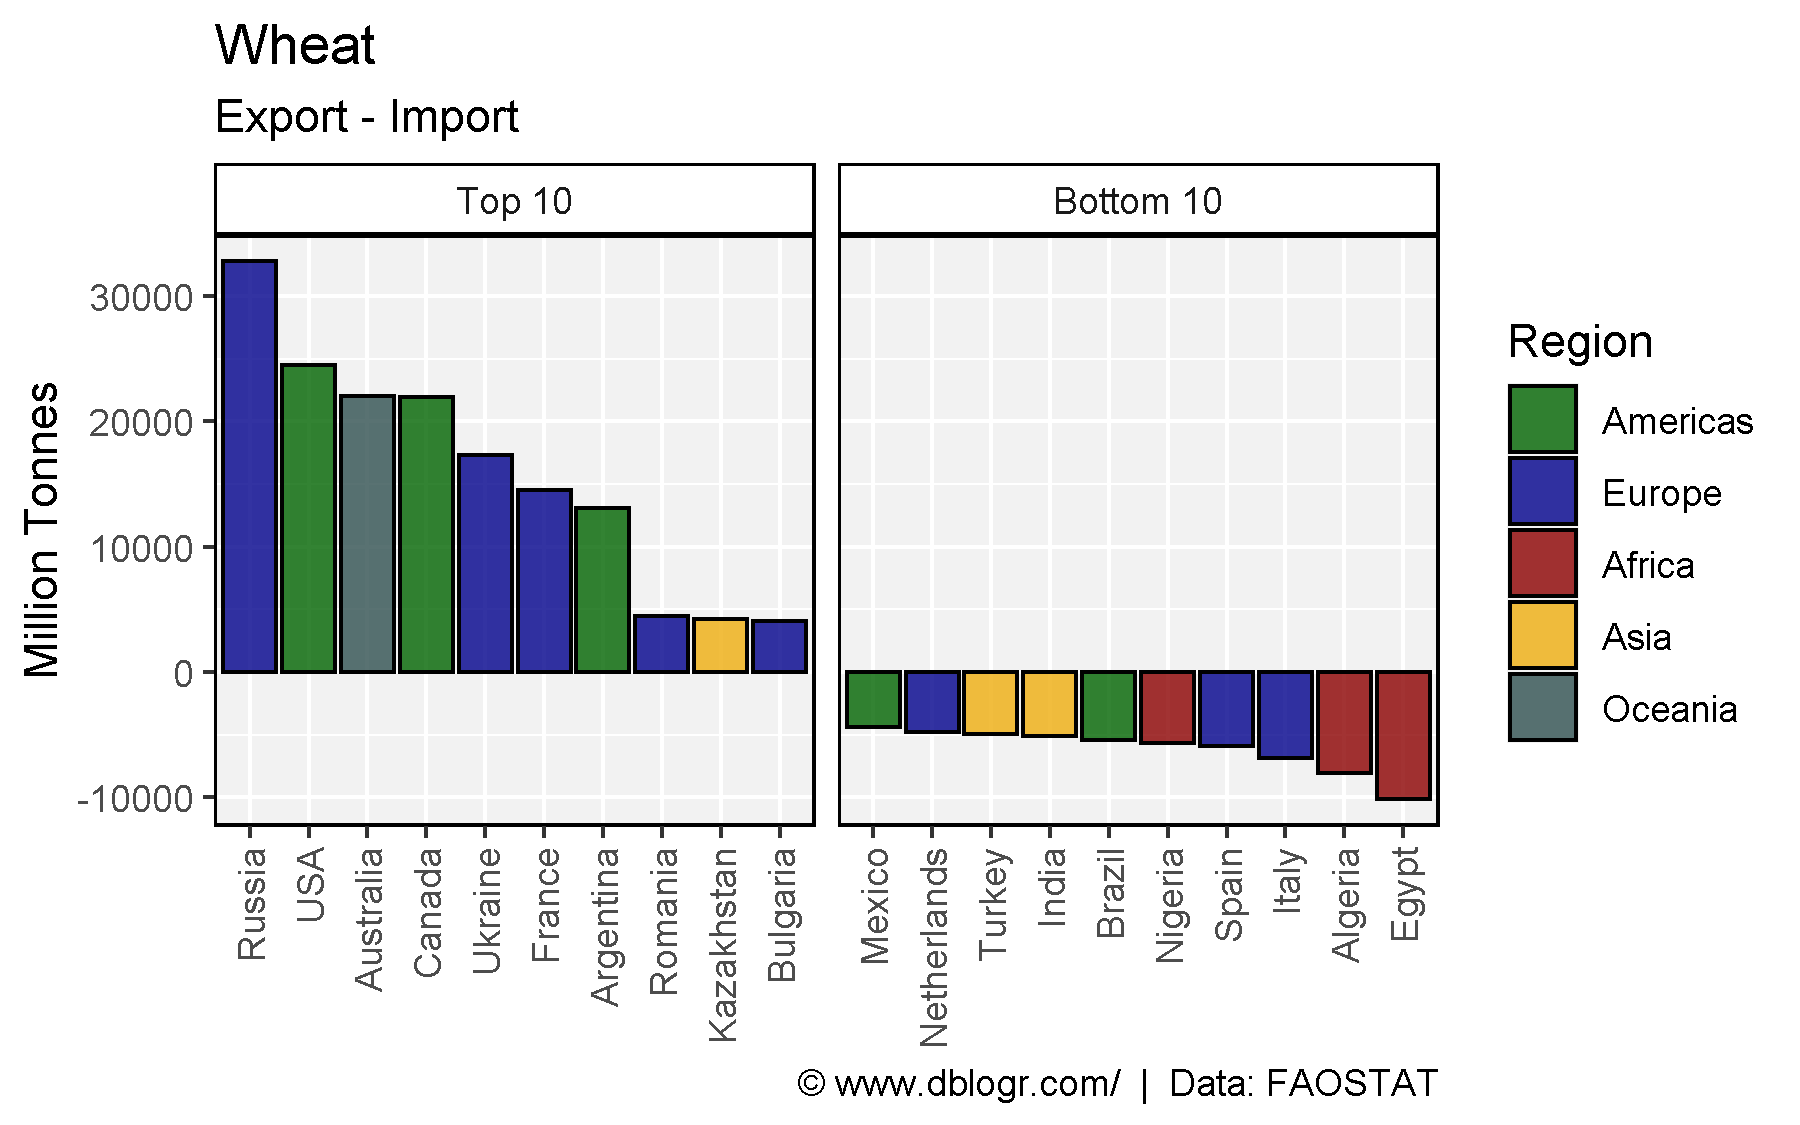 Wheat
Export - Import
Top 10
Bottom 10
Million Tonnes
30000
20000
10000
0
-10000
Russia
USA
Australia
Canada
Ukraine
France
Argentina
Romania
Kazakhstan
Bulgaria
Mexico
Netherlands
Turkey
India
Brazil
Nigeria
Spain
Italy
Algeria
Egypt
Region
Americas
Europe
Africa
Asia
Oceania
© www.dblogr.com/ | Data: FAOSTAT